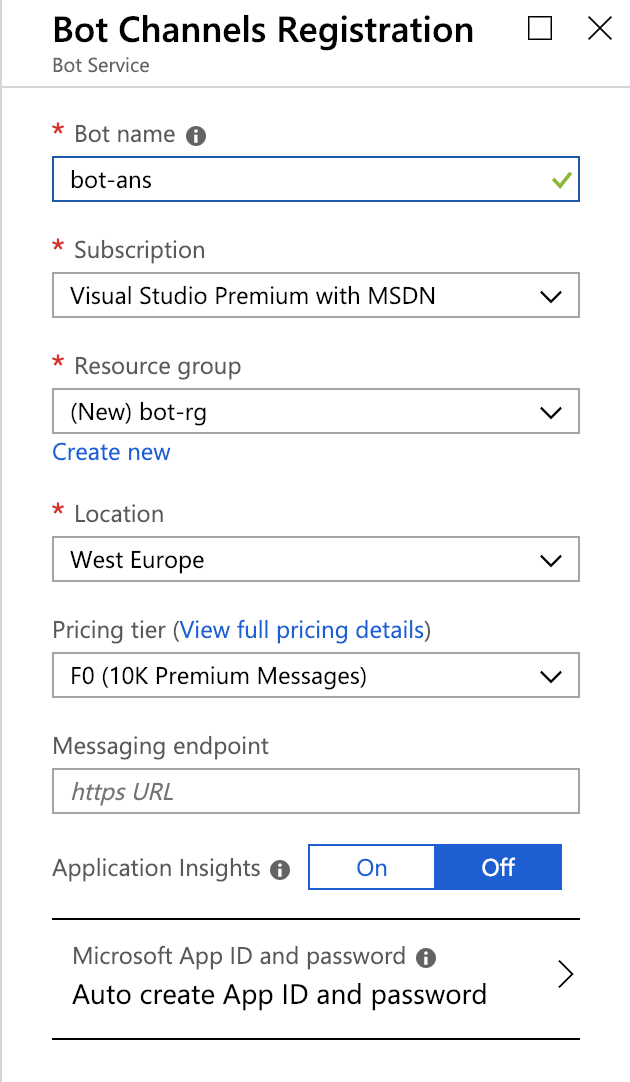 Bot Channels Registration
Bot Service
* Bot name
bot-ans
* Subscription
Visual Studio Premium with MSDN
* Resource group
(New) bot-rg
Create new
* Location
West Europe
Pricing tier (View full pricing details)
F0 (10K Premium Messages)
Messaging endpoint
https URL
Application Insights On Off
Microsoft App ID and password
Auto create App ID and password